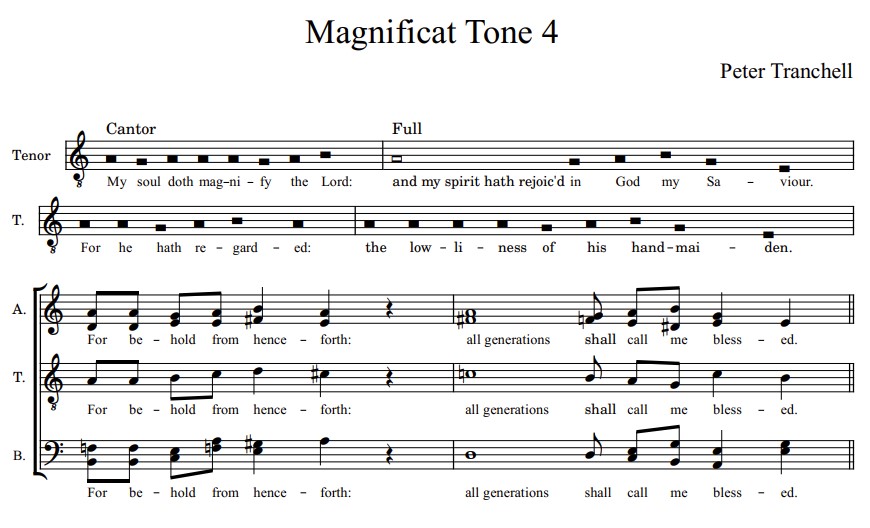 Magnificat Tone 4
Peter Tranchell
Cantor Full
Tenor
My soul doth mag–ni – fy the Lord: and my spirit hath rejoic'd in God my Sa – viour.
T.
For he hath re – gard – ed: the low – li – ness of his hand–mai – den.
A.
For be – hold from hence – forth: all generations shall call me bless – ed.
T.
For be – hold from hence – forth: all generations shall call me bless – ed.
B.
For be – hold from hence – forth: all generations shall call me bless – ed.